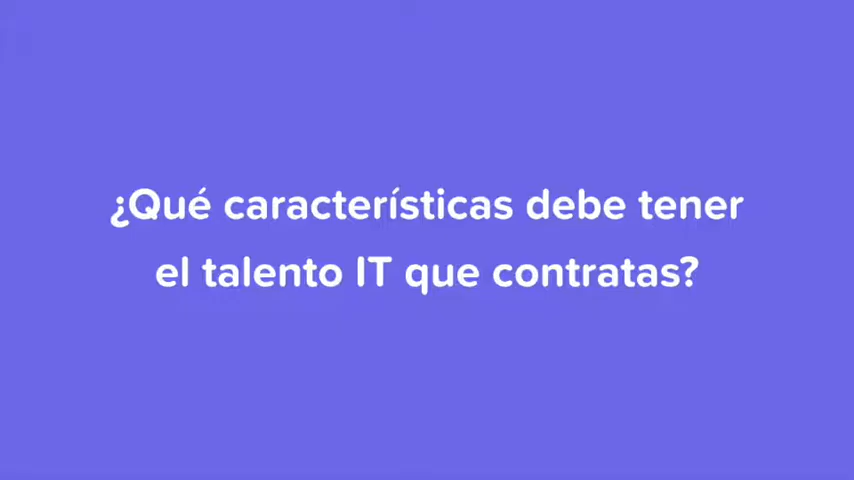 ¿Qué características debe tener
el talento IT que contratas?